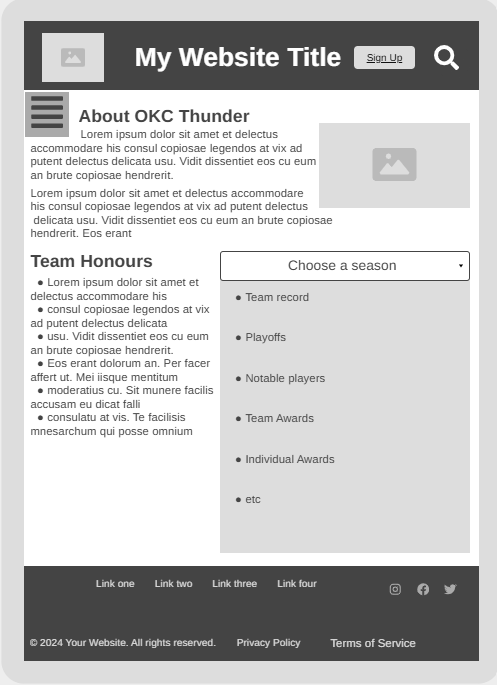 My Website Title
Sign Up
About OKC Thunder
Lorem ipsum dolor sit amet et delectus
accommodare his consul copiosae legendos at vix ad
putent delectus delicata usu. Vidit dissentiet eos cu eum
an brute copiosae hendrerit.
Lorem ipsum dolor sit amet et delectus accommodare
his consul copiosae legendos at vix ad putent delectus
delicata usu. Vidit dissentiet eos cu eum an brute copiosae
hendrerit. Eos erant
Team Honours
● Lorem ipsum dolor sit amet et
delectus accommodare his
● consul copiosae legendos at vix
ad putent delectus delicata
● usu. Vidit dissentiet eos cu eum
an brute copiosae hendrerit.
● Eos erant dolorum an. Per facer
affert ut. Mei iisque mentitum
● moderatius cu. Sit munere facilis
accusam eu dicat falli
● consulatu at vis. Te facilisis
mnesarchum qui posse omnium
Choose a season
● Team record
● Playoffs
● Notable players
● Team Awards
● Individual Awards
● etc
Link one Link two Link three Link four
© 2024 Your Website. All rights reserved. Privacy Policy Terms of Service